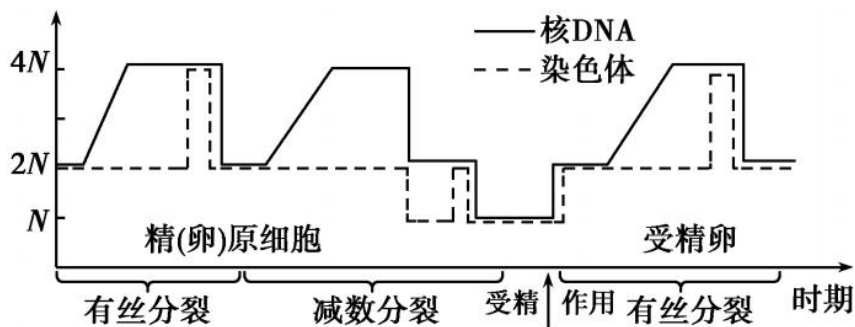 4N
核DNA
染色体
2N
N
精(卵)原细胞
受精卵
有丝分裂
减数分裂
受精
作用
有丝分裂
时期